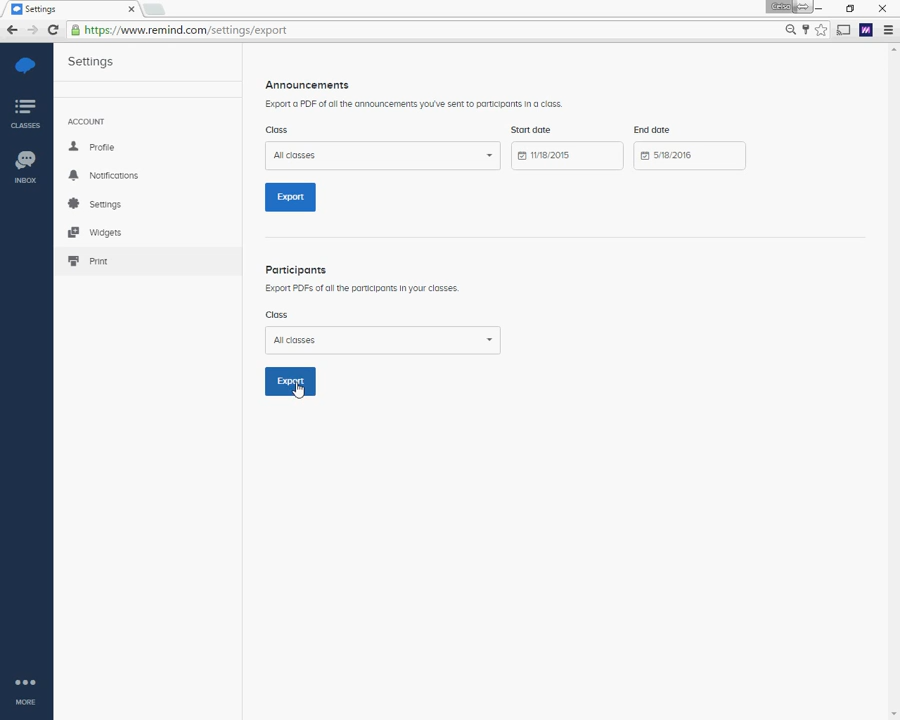 Settings
Celso
https://www.remind.com/settings/export
Settings
CLASSES
INBOX
MORE
ACCOUNT
Profile
Notifications
Settings
Widgets
Print
Announcements
Export a PDF of all the announcements you've sent to participants in a class.
Class Start date End date
All classes 11/18/2015 5/18/2016
Export
Participants
Export PDFs of all the participants in your classes.
Class
All classes
Export